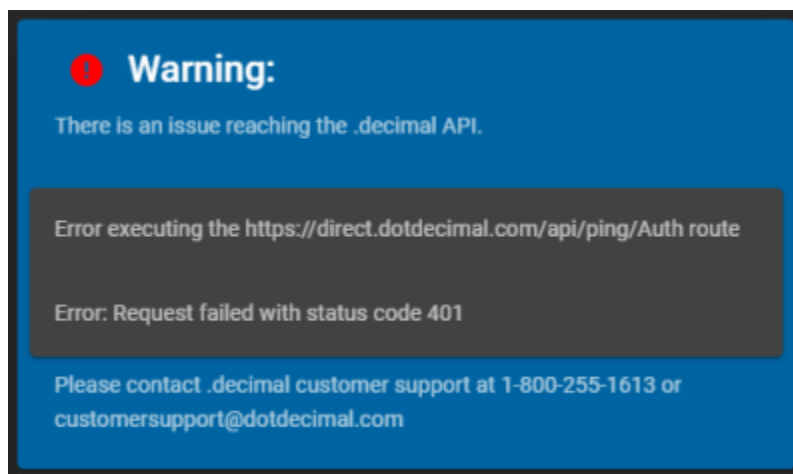 Warning:
There is an issue reaching the .decimal API.
Error executing the https://direct.dotdecimal.com/api/ping/Auth route
Error: Request failed with status code 401
Please contact .decimal customer support at 1-800-255-1613 or
customersupport@dotdecimal.com